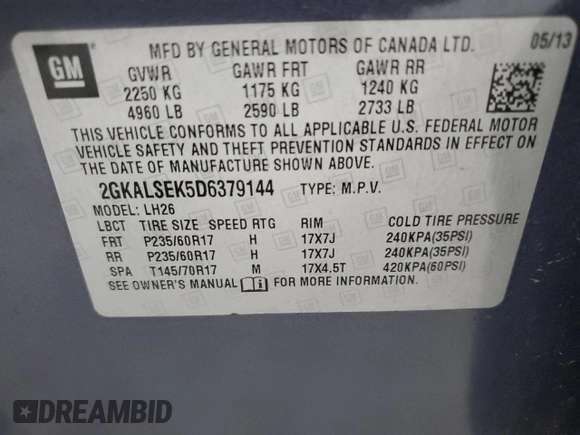 GM
MFD BY GENERAL MOTORS OF CANADA LTD. 05/13
GVWR GAWR FRT GAWR RR
2250 KG 1175 KG 1240 KG
4960 LB 2590 LB 2733 LB
THIS VEHICLE CONFORMS TO ALL APPLICABLE U.S. FEDERAL MOTOR
VEHICLE SAFETY AND THEFT PREVENTION STANDARDS IN EFFECT ON
THE DATE OF MANUFACTURE SHOWN ABOVE.
2GKALSEK5D6379144 TYPE: M.P.V.
MODEL: LH26
LBCT TIRE SIZE SPEED RTG RIM COLD TIRE PRESSURE
FRT P235/60R17 H 17X7J 240KPA(35PSI)
RR P235/60R17 H 17X7J 240KPA(35PSI)
SPA T145/70R17 M 17X4.5T 420KPA(60PSI)
SEE OWNER'S MANUAL FOR MORE INFORMATION.
DREAMBID